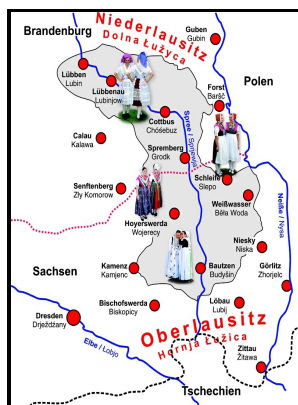 Niederlausitz
Dolna Łužyca
Brandenburg
Guben
Gubin
Polen
Lübben
Lubin
Lübbenau
Lubinjow
Forst
Baršć
Cottbus
Chóśebuz
Spree / Sprjewja
Calau
Kalawa
Spremberg
Grodk
Schleife
Slepo
Senftenberg
Zły Komorow
Weißwasser
Běła Woda
Neiße / Nysa
Hoyerswerda
Wojerecy
Niesky
Niska
Sachsen
Kamenz
Kamjenc
Bautzen
Budyšin
Görlitz
Zhorjelc
Bischofswerda
Biskopicy
Löbau
Lubij
Dresden
Drježdźany
Oberlausitz
Hornja Łužica
Elbe / Łobjo
Zittau
Žitawa
Tschechien